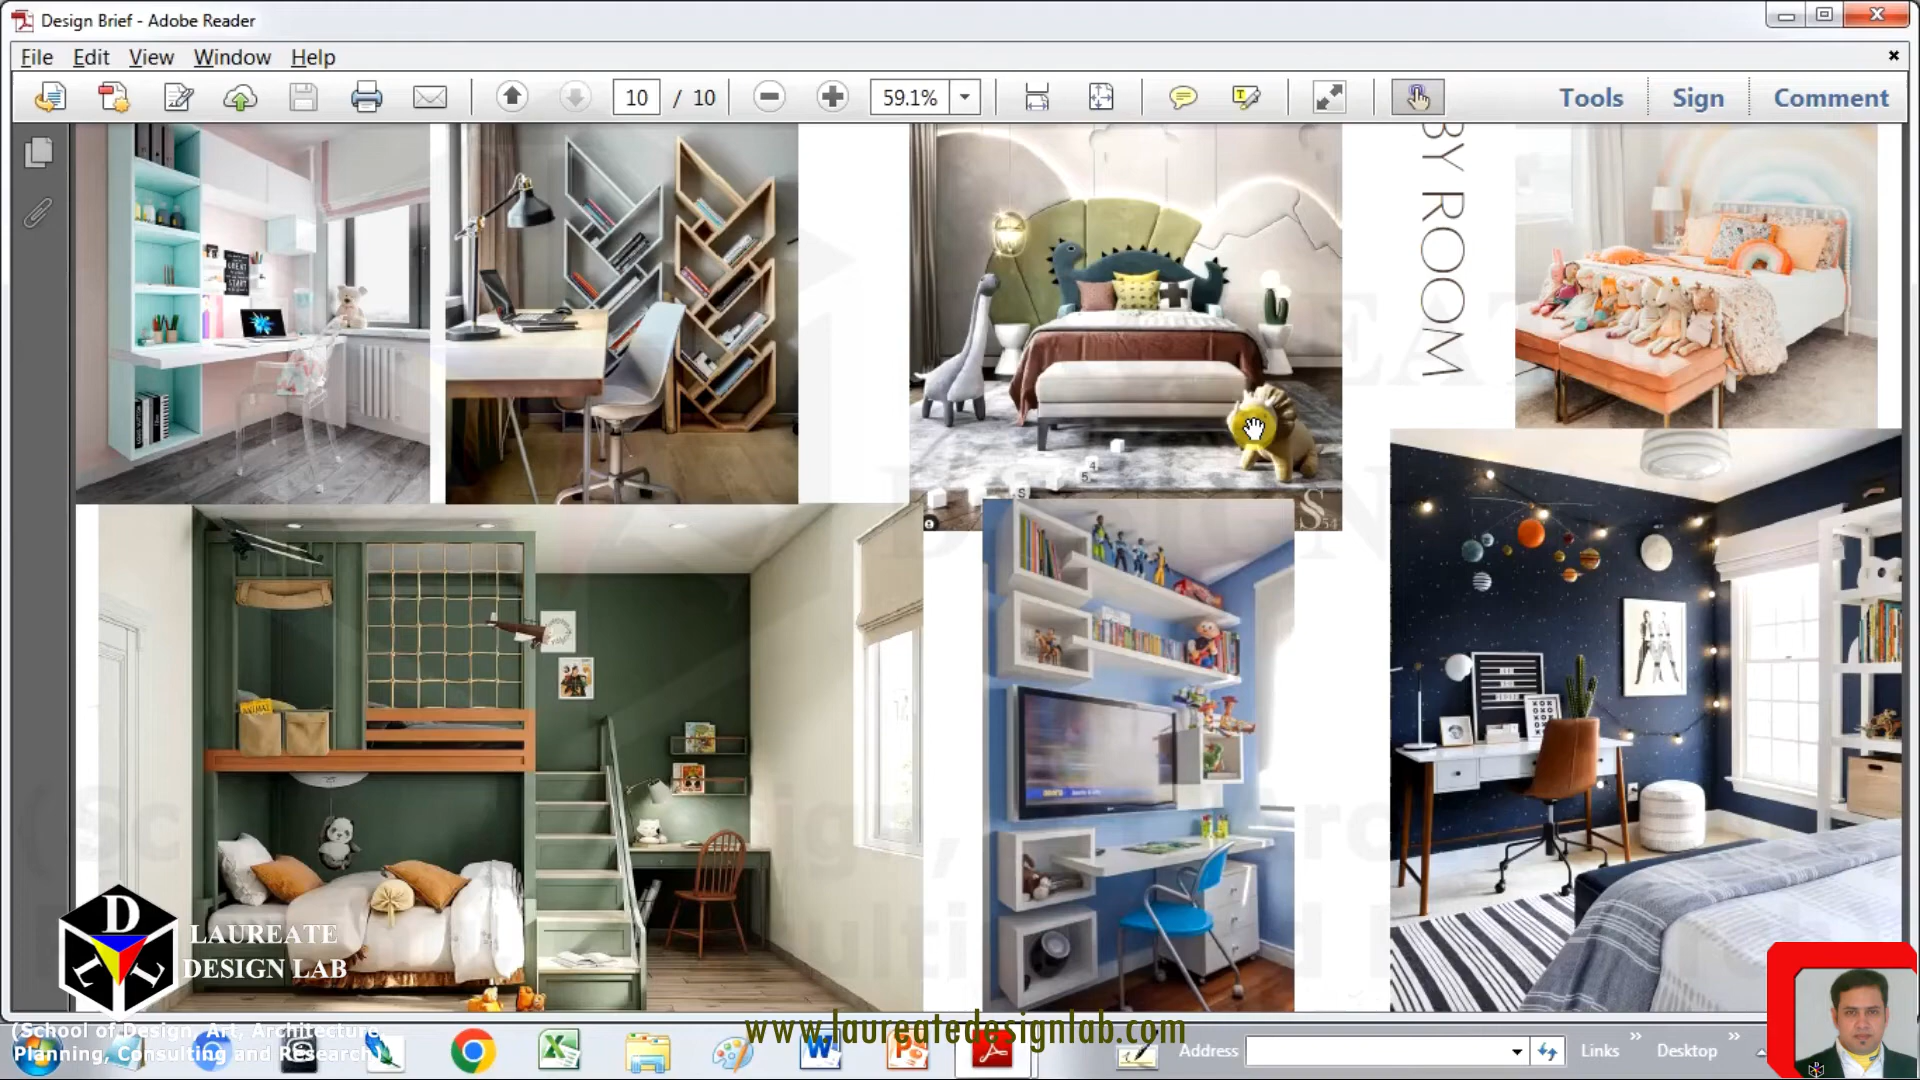 Design Brief - Adobe Reader
File Edit View Window Help
10 / 10
59.1%
Tools Sign Comment
BY ROOM
D
LAUREATE
DESIGN LAB
(School of Design, Art, Architecture,
Planning, Consulting and Research)
www.laureatedesignlab.com
Address
Links
Desktop